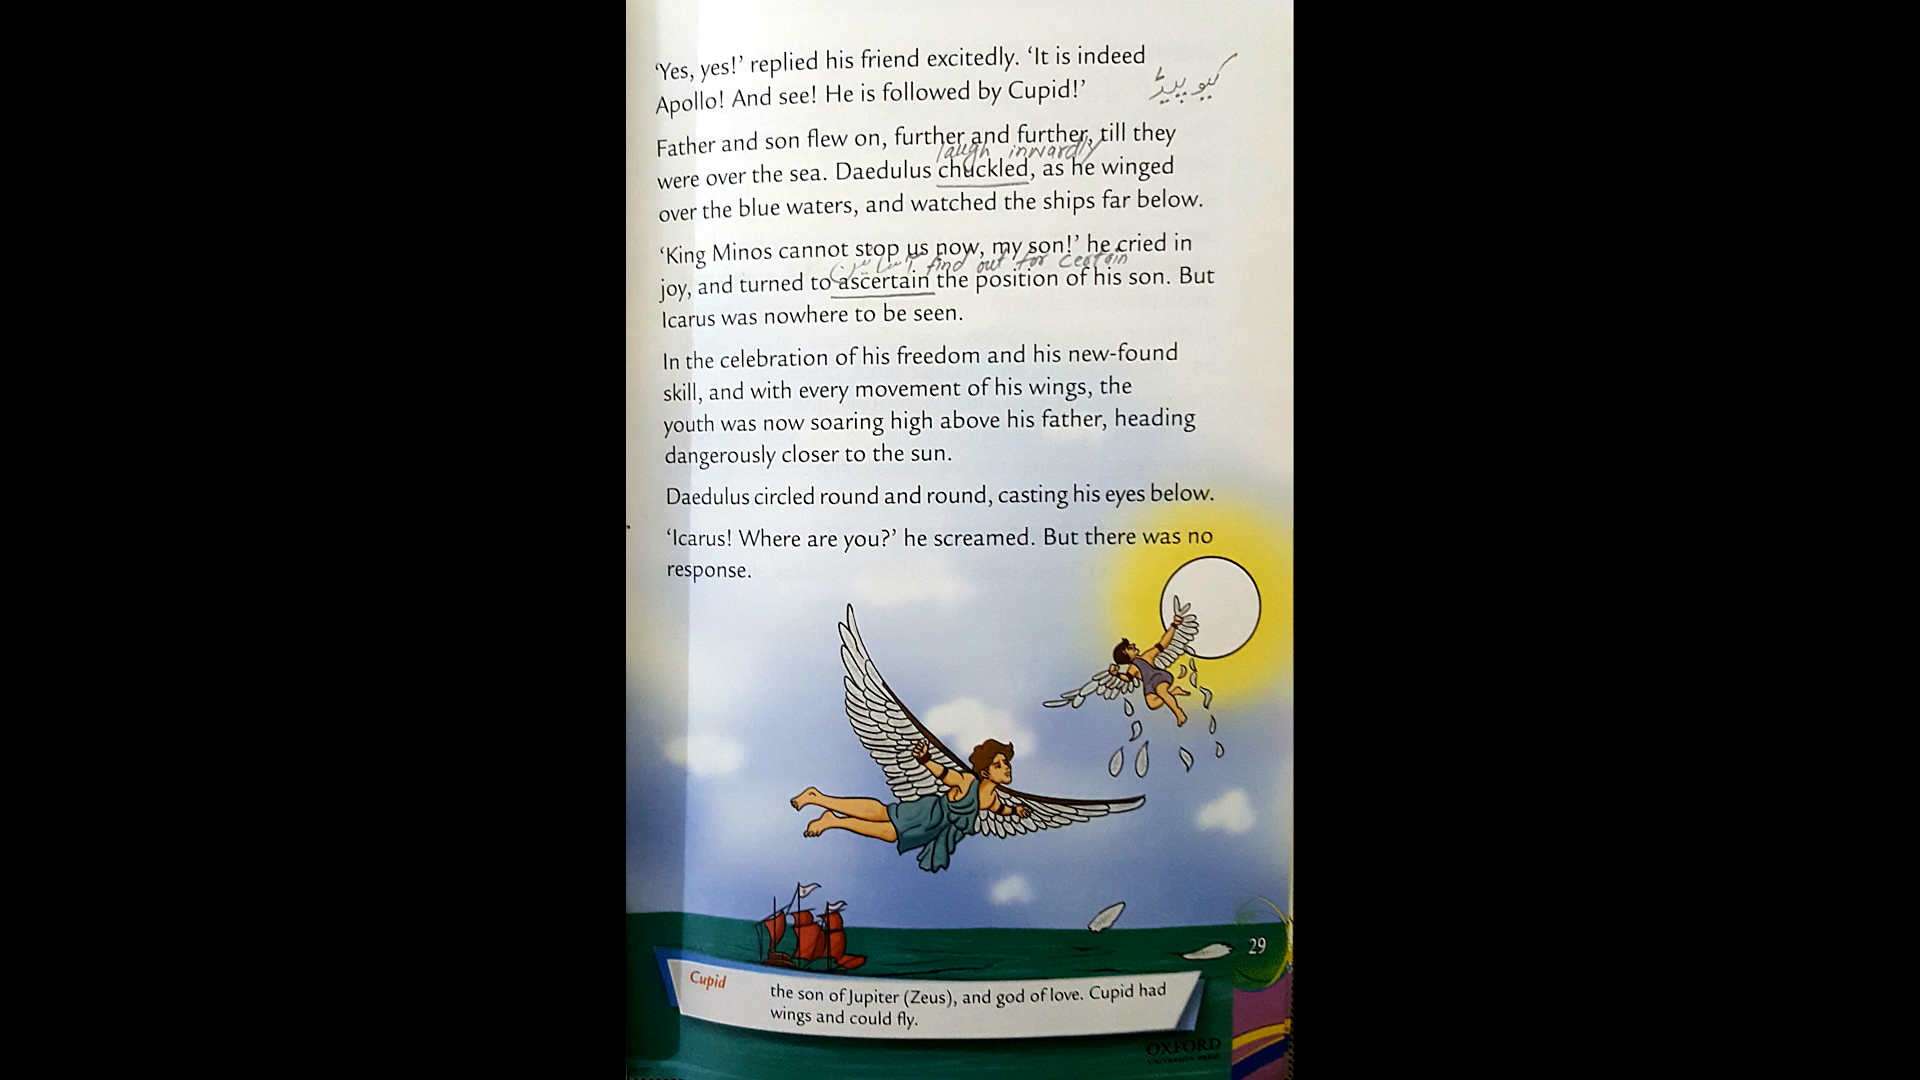 ‘Yes, yes!’ replied his friend excitedly. ‘It is indeed
Apollo! And see! He is followed by Cupid!’
کیوپیڈ
Father and son flew on, further and further, till they
laugh inwardly
were over the sea. Daedulus chuckled, as he winged
over the blue waters, and watched the ships far below.
‘King Minos cannot stop us now, my son!’ he cried in
find out for certain
joy, and turned to ascertain the position of his son. But
Icarus was nowhere to be seen.
In the celebration of his freedom and his new-found
skill, and with every movement of his wings, the
youth was now soaring high above his father, heading
dangerously closer to the sun.
Daedulus circled round and round, casting his eyes below.
‘Icarus! Where are you?’ he screamed. But there was no
response.
29
Cupid
the son of Jupiter (Zeus), and god of love. Cupid had
wings and could fly.
OXFORD
UNIVERSITY PRESS